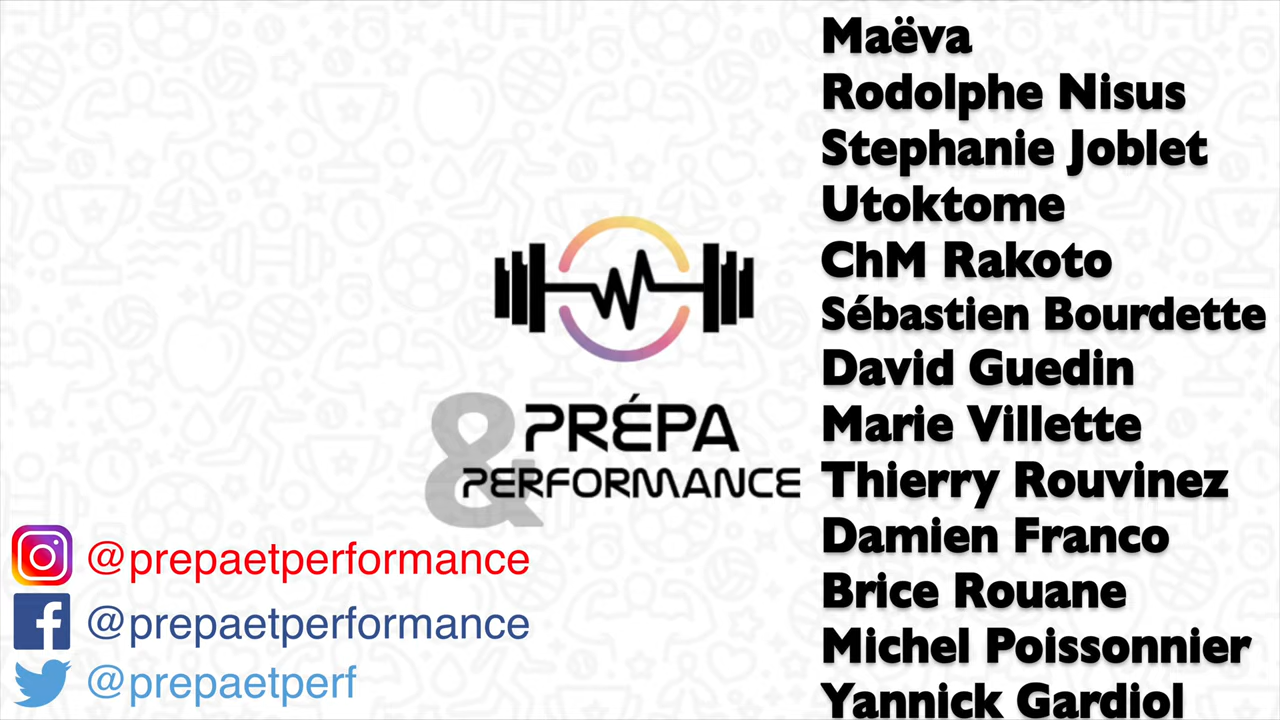 Maëva
Rodolphe Nisus
Stephanie Joblet
Utoktome
ChM Rakoto
Sébastien Bourdette
David Guedin
Marie Villette
Thierry Rouvinez
Damien Franco
Brice Rouane
Michel Poissonnier
Yannick Gardiol
& PRÉPA
PERFORMANCE
@prepaetperformance
@prepaetperformance
@prepaetperf